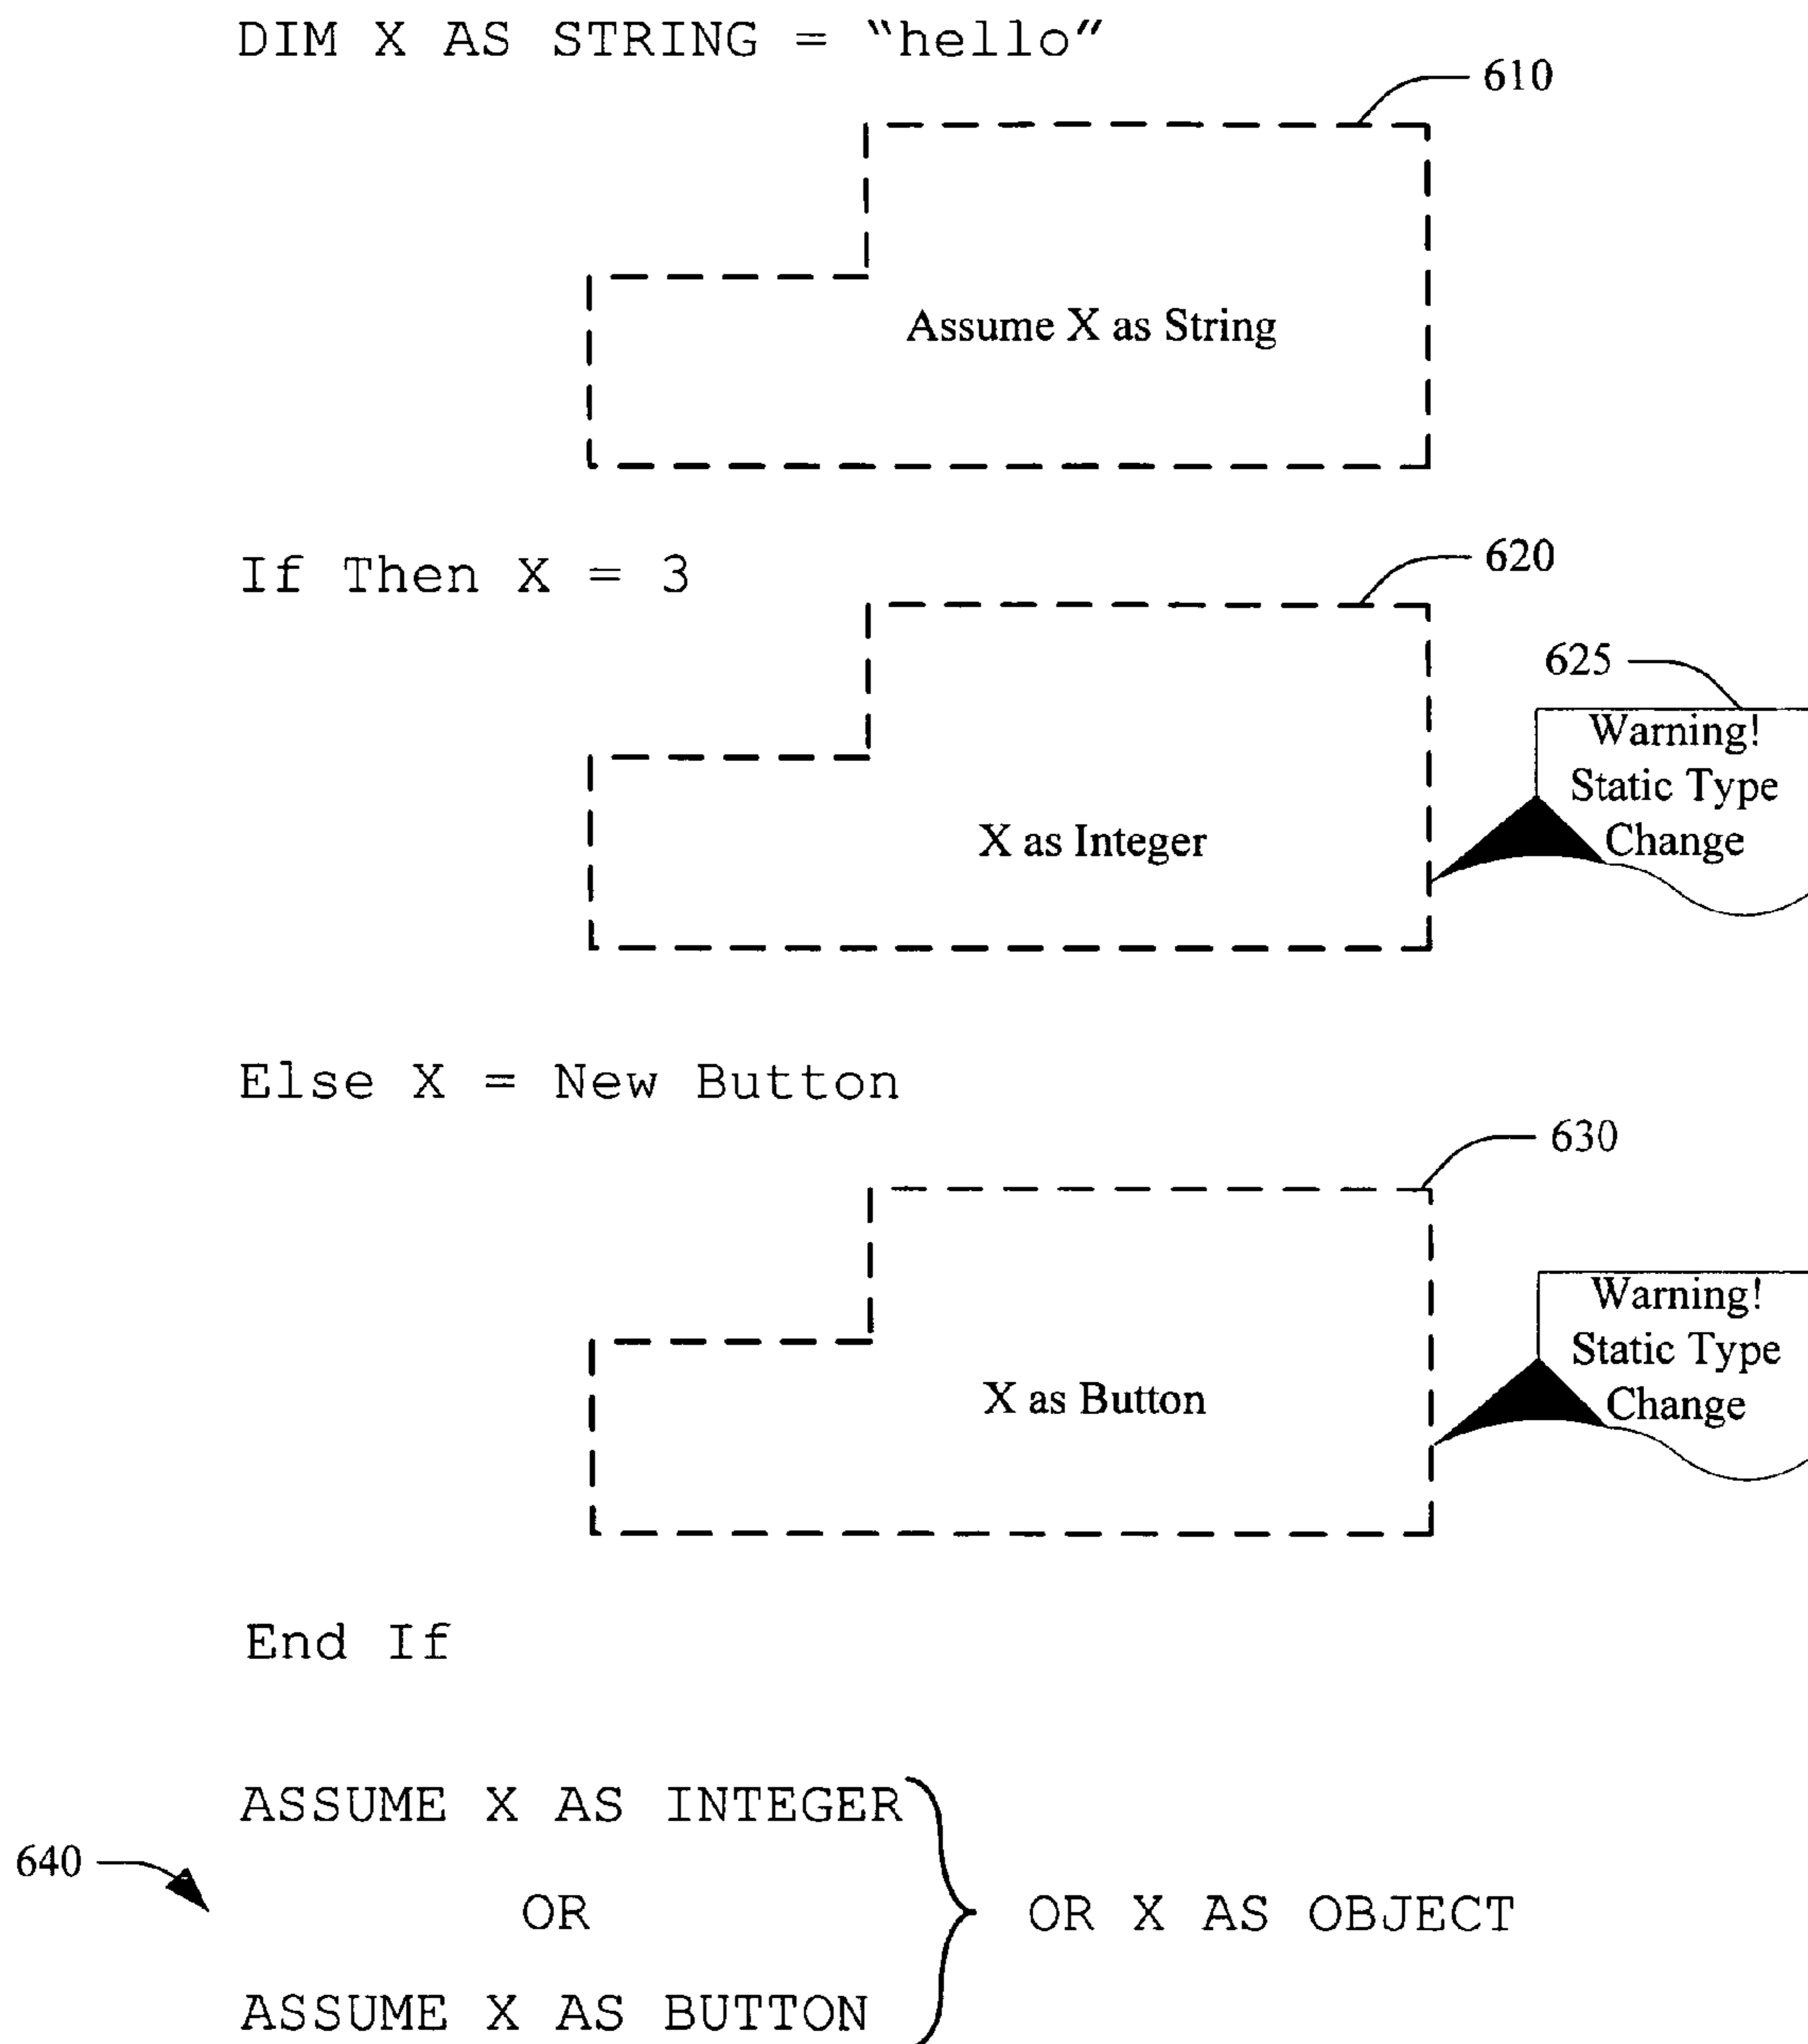 DIM X AS STRING = “hello”
610
Assume X as String
If Then X = 3
620
625
Warning!
Static Type
Change
X as Integer
Else X = New Button
630
Warning!
Static Type
Change
X as Button
End If
ASSUME X AS INTEGER
640
OR
OR X AS OBJECT
ASSUME X AS BUTTON